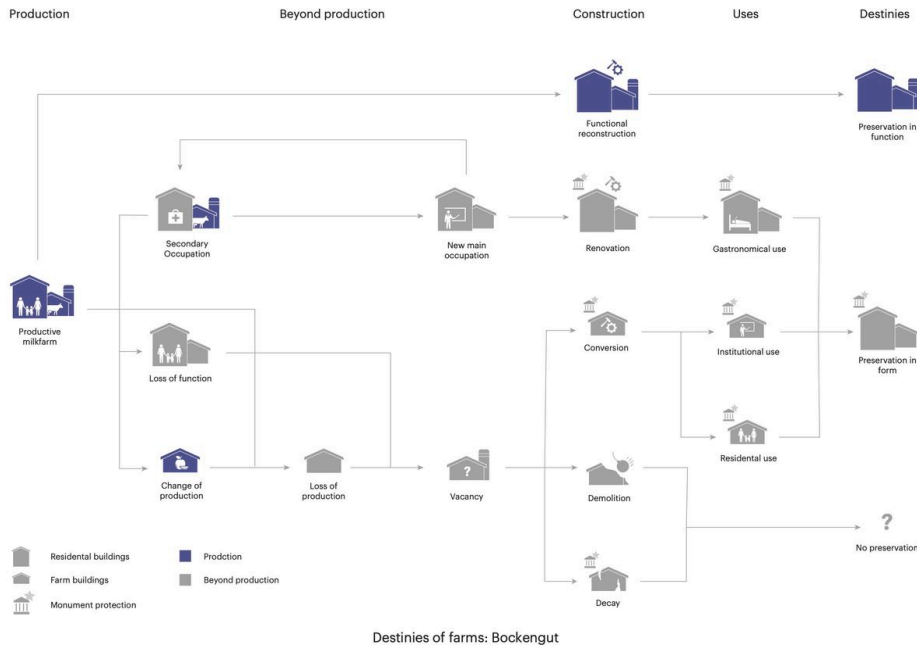 Production
Beyond production
Construction
Uses
Destinies
Functional
reconstruction
Preservation in
function
Secondary
Occupation
New main
occupation
Renovation
Gastronomical use
Productive
milkfarm
Loss of function
Conversion
Institutional use
Preservation in
form
Residental use
Change of
production
Loss of
production
?
Vacancy
Demolition
?
No preservation
Decay
Residental buildings
Prodction
Farm buildings
Beyond production
Monument protection
Destinies of farms: Bockengut